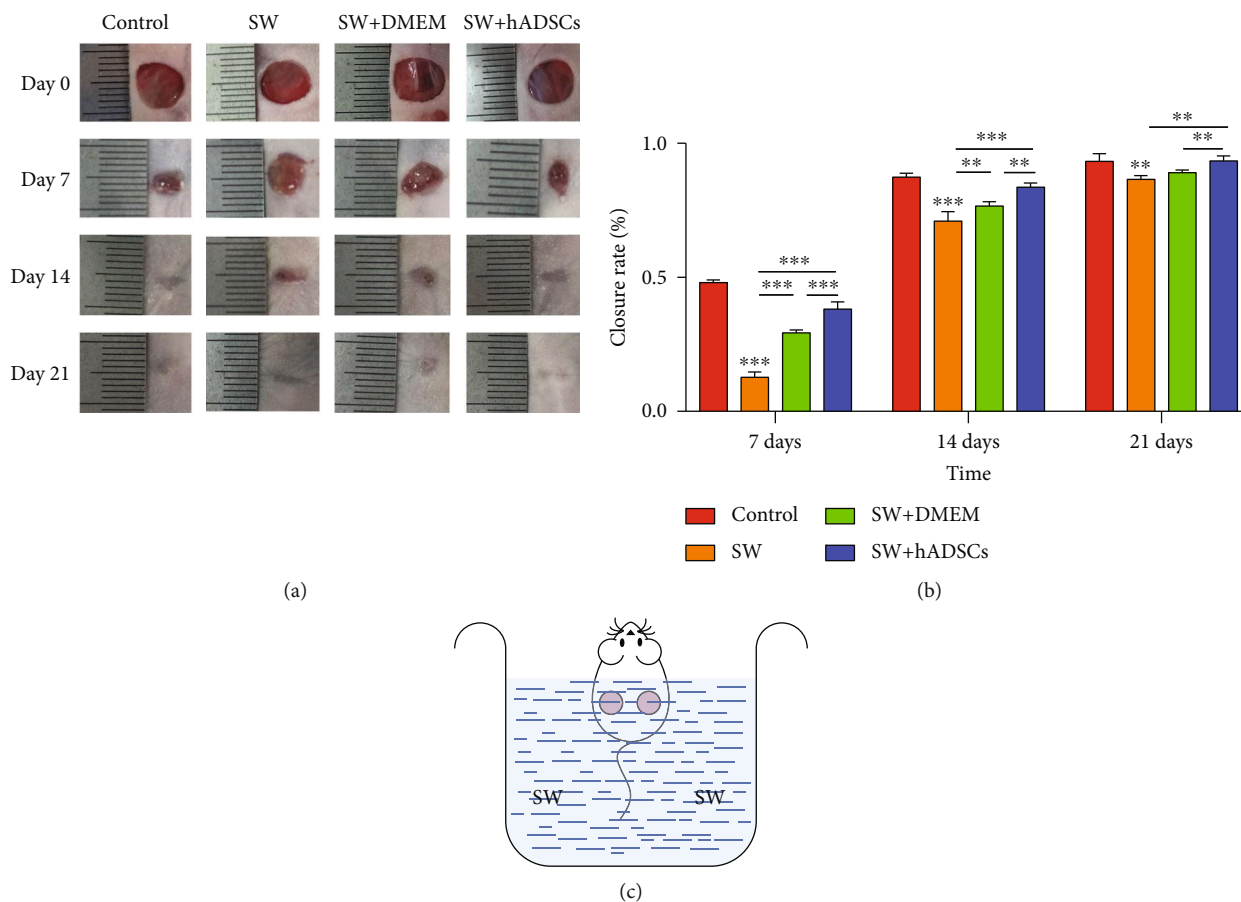 Control SW SW+DMEM SW+hADSCs
Day 0
Day 7
Day 14
Day 21
(a)
Closure rate (%)
1.0
0.5
0.0
***
***
***
***
***
**
**
***
**
**
**
7 days 14 days 21 days
Time
Control SW+DMEM
SW SW+hADSCs
(b)
SW SW
(c)